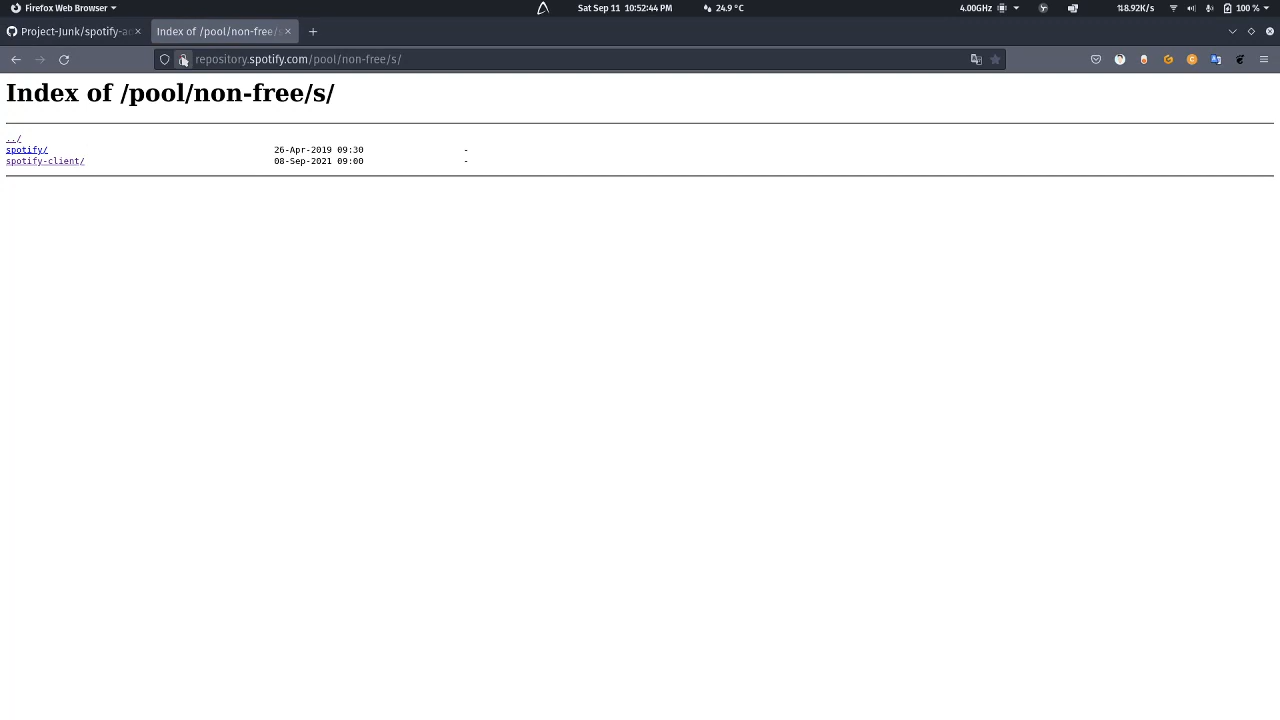 Firefox Web Browser
Sat Sep 11 10:52:44 PM
24.9 °C
4.00GHz
⇅8.92K/s
100 %
Project-Junk/spotify-a
Index of /pool/non-free/s
repository.spotify.com/pool/non-free/s/
Index of /pool/non-free/s/
../
spotify/ 26-Apr-2019 09:30 -
spotify-client/ 08-Sep-2021 09:00 -